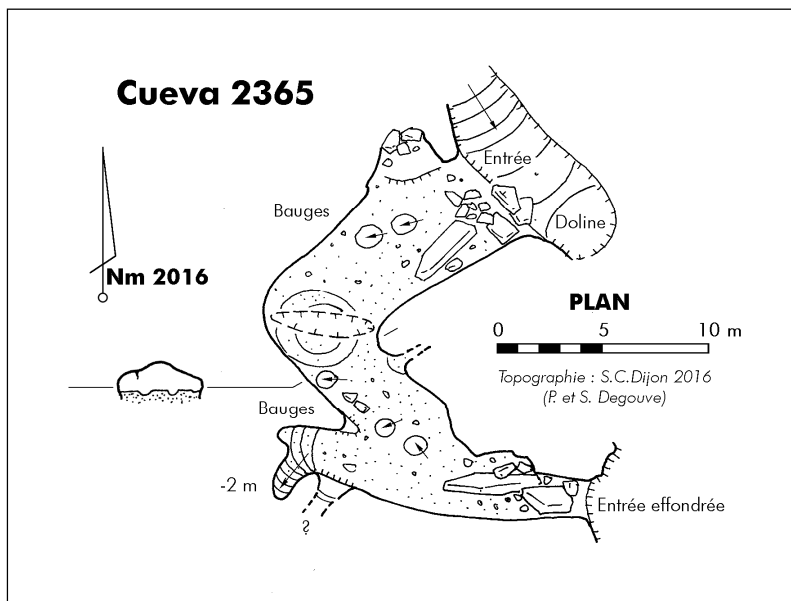 Cueva 2365
Entrée
Bauges
Doline
Nm 2016
PLAN
0 5 10 m
Topographie : S.C.Dijon 2016
(P. et S. Degouve)
Bauges
-2 m
Entrée effondrée
?